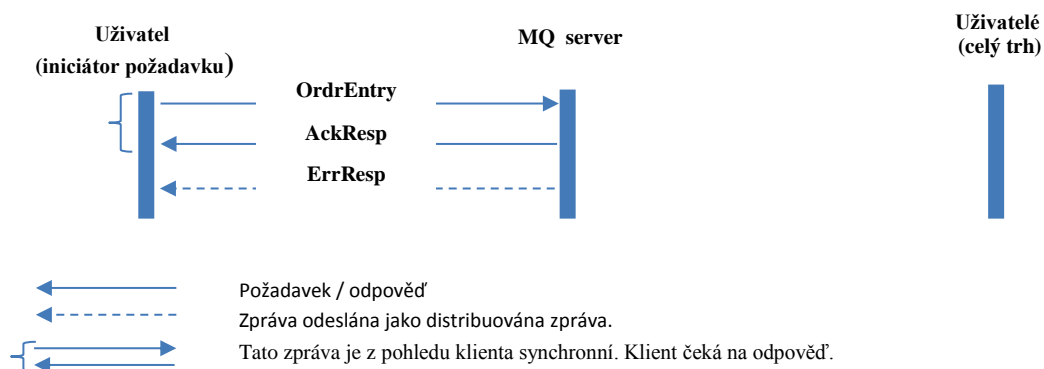 Uživatel
(iniciátor požadavku)
MQ server
Uživatelé
(celý trh)
OrdrEntry
AckResp
ErrResp
Požadavek / odpověď
Zpráva odeslána jako distribuována zpráva.
Tato zpráva je z pohledu klienta synchronní. Klient čeká na odpověď.